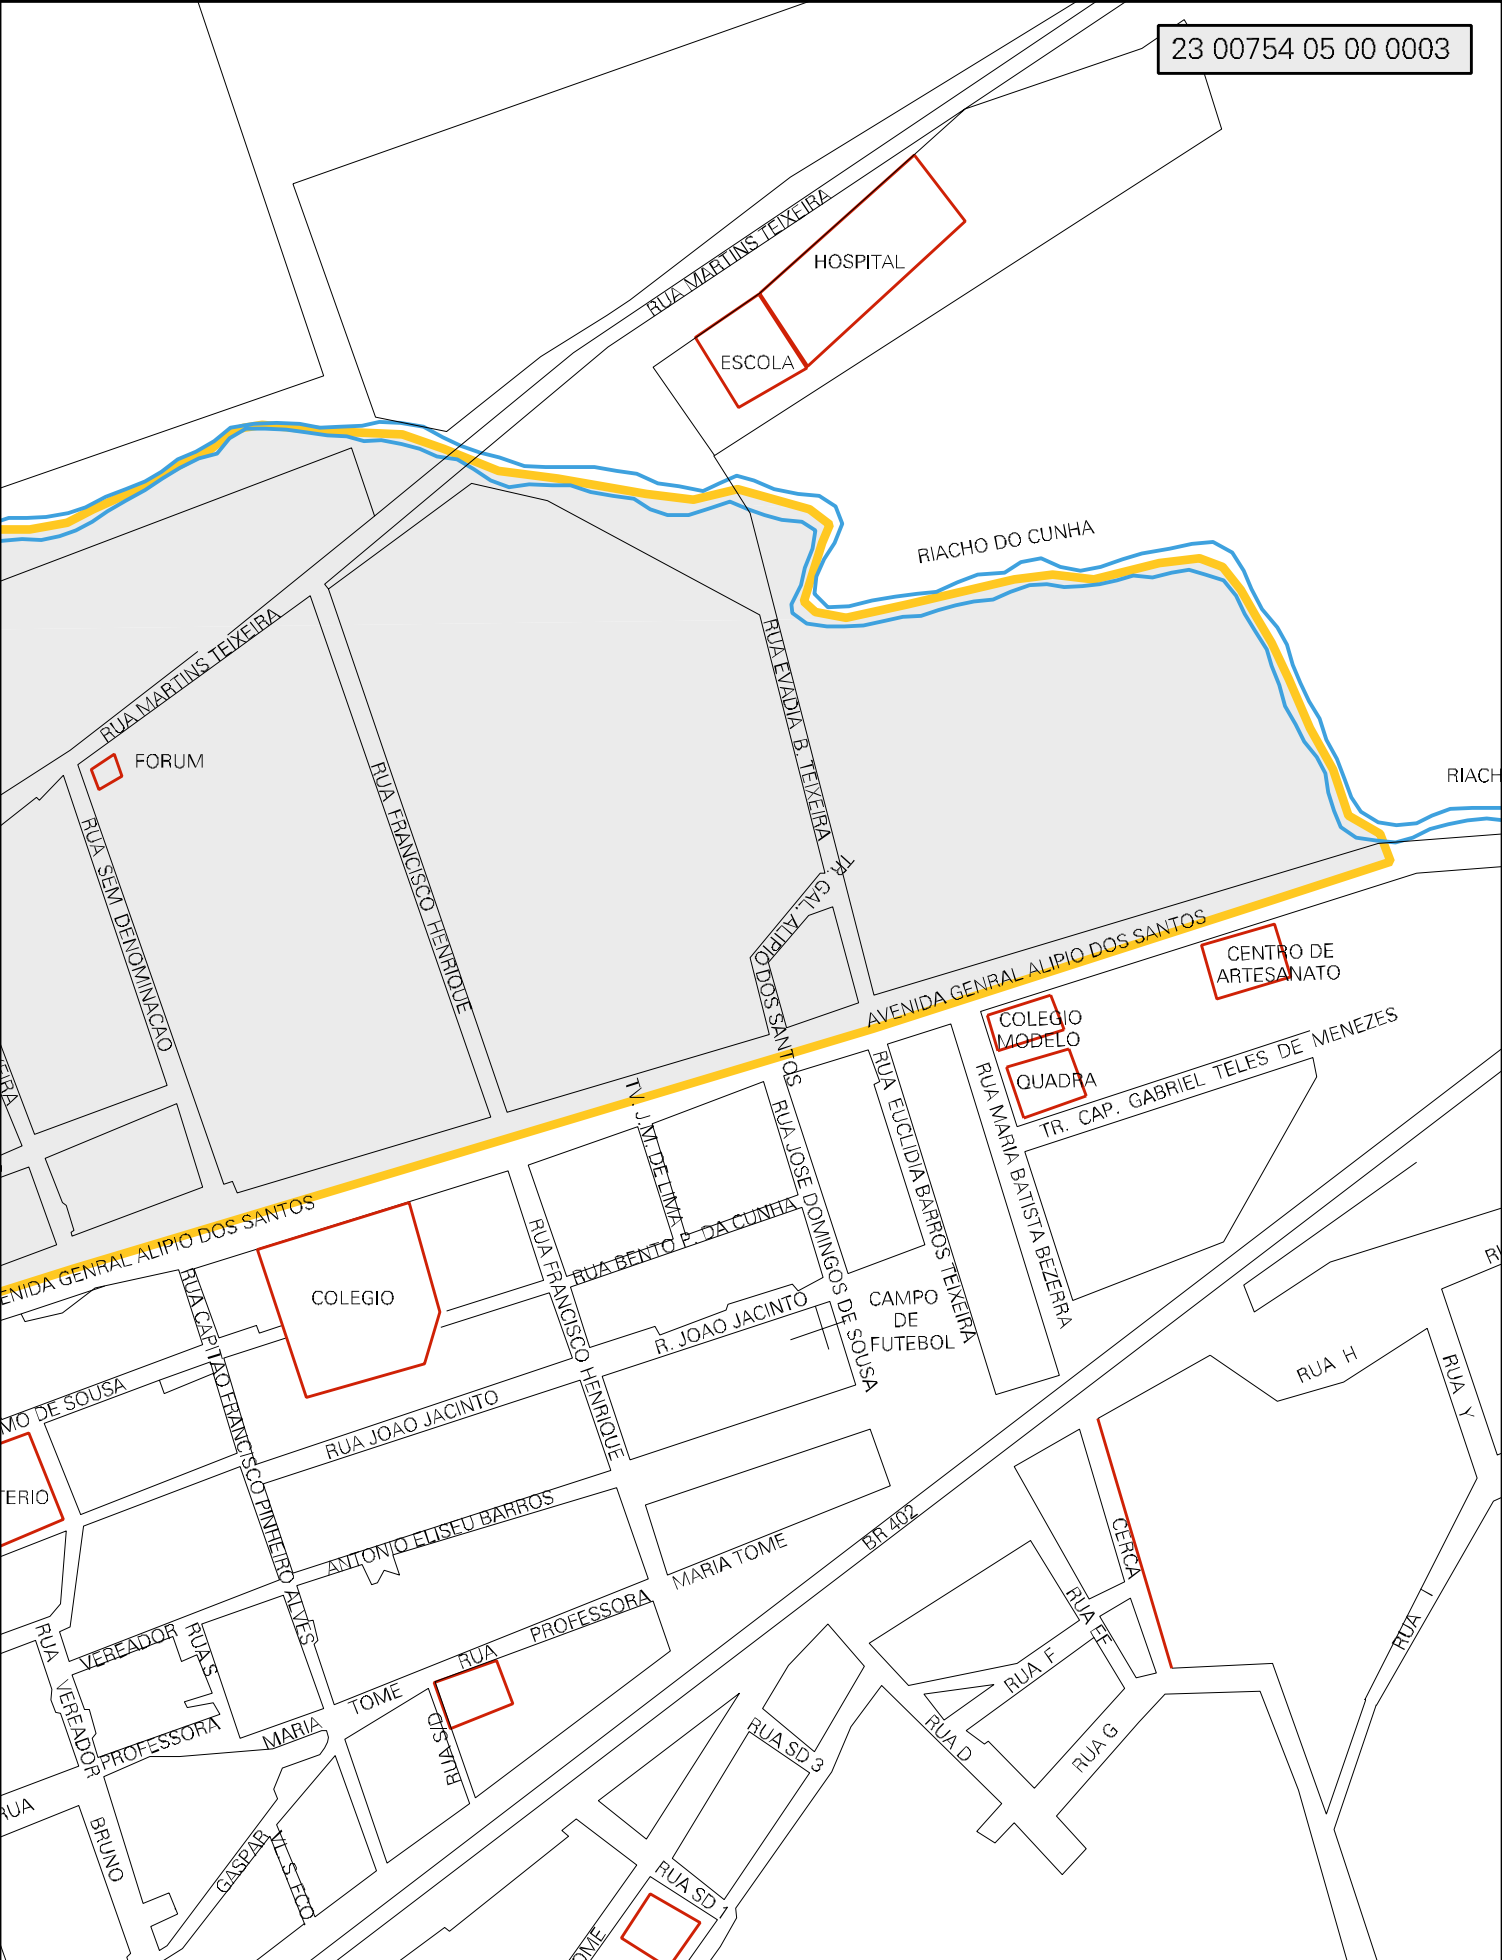 23 00754 05 00 0003
RUA MARTINS TEIXEIRA
HOSPITAL
ESCOLA
RIACHO DO CUNHA
RUA MARTINS TEIXEIRA
RUA EVADIA B. TEIXEIRA
FORUM
RUA FRANCISCO HENRIQUE
RIACH
RUA SEM DENOMINACAO
TR. GAL. ALIPIO DOS SANTOS
AVENIDA GENRAL ALIPIO DOS SANTOS
CENTRO DE
ARTESANATO
COLEGIO
MODELO
QUADRA
TR. CAP. GABRIEL TELES DE MENEZES
EIRA
TV. J.M. DE LIMA
RUA JOSE DOMINGOS DE SOUSA
RUA EUCLIDIA BARROS TEIXEIRA
RUA MARIA BATISTA BEZERRA
ENIDA GENRAL ALIPIO DOS SANTOS
RUA BENTO P. DA CUNHA
RUA FRANCISCO HENRIQUE
RUA CAPITAO FRANCISCO PINHEIRO ALVES
COLEGIO
R. JOAO JACINTO
CAMPO
DE
FUTEBOL
RUA H
RUA Y
MO DE SOUSA
RUA JOAO JACINTO
TERIO
ANTONIO ELISEU BARROS
MARIA TOME
BR 402
CERCA
RUA EF
RUA I
RUA F
RUA
VEREADOR
BRUNO
VEREADOR
RUA S
RUA
PROFESSORA
TOME
MARIA
PROFESSORA
RUA S/D
RUA SD 3
RUA D
RUA G
RUA
GASPAR
VL. S. FCO
RUA SD 1
OME